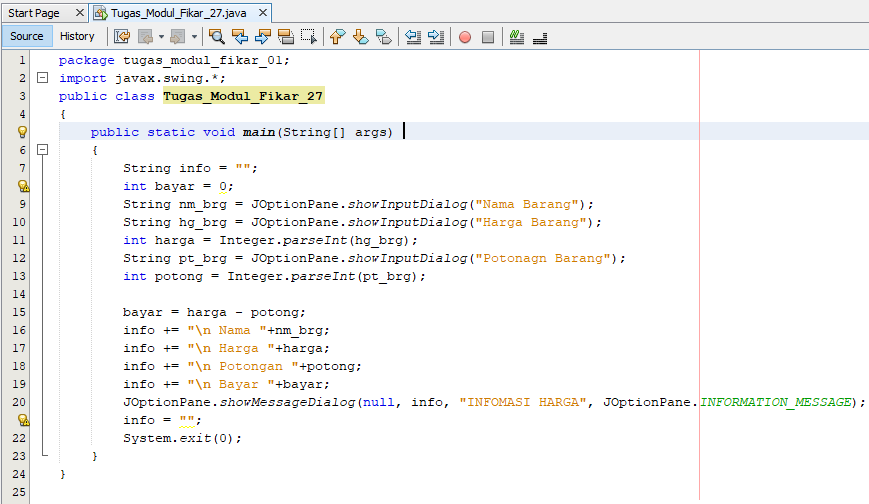 Start Page × Tugas_Modul_Fikar_27.java ×
Source History
1 package tugas_modul_fikar_01;
2 import javax.swing.*;
3 public class Tugas_Modul_Fikar_27
4 {
public static void main(String[] args)
6 {
7 String info = "";
int bayar = 0;
9 String nm_brg = JOptionPane.showInputDialog("Nama Barang");
10 String hg_brg = JOptionPane.showInputDialog("Harga Barang");
11 int harga = Integer.parseInt(hg_brg);
12 String pt_brg = JOptionPane.showInputDialog("Potonagn Barang");
13 int potong = Integer.parseInt(pt_brg);
14
15 bayar = harga - potong;
16 info += "\n Nama "+nm_brg;
17 info += "\n Harga "+harga;
18 info += "\n Potongan "+potong;
19 info += "\n Bayar "+bayar;
20 JOptionPane.showMessageDialog(null, info, "INFOMASI HARGA", JOptionPane.INFORMATION_MESSAGE);
info = "";
22 System.exit(0);
23 }
24 }
25